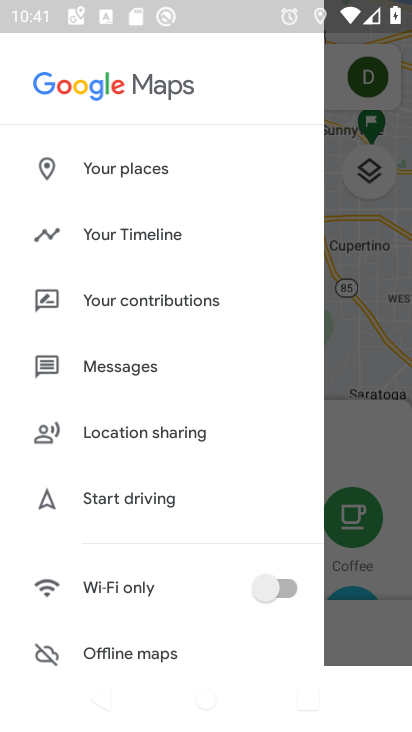 10:41
Google Maps
D
Sunnyvale
Your places
Your Timeline
Cupertino
85
WES
Your contributions
Messages
Saratoga
Location sharing
Start driving
Coffee
Wi-Fi only
Offline maps